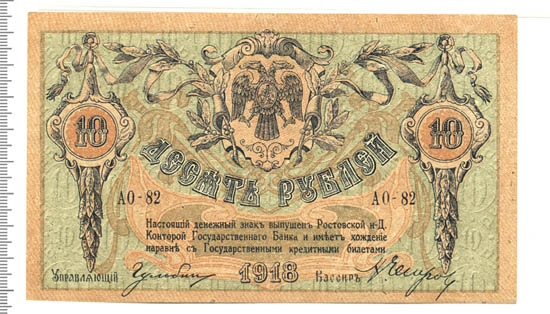 10 10
ДЕСЯТЬ РУБЛЕЙ
АО-82 АО-82
Настоящій денежный знакъ выпущенъ Ростовской н-Д.
Конторой Государственнаго Банка и имѣетъ хожденіе
наравнѣ съ Государственными кредитными билетами
Управляющій Кассиръ
1918